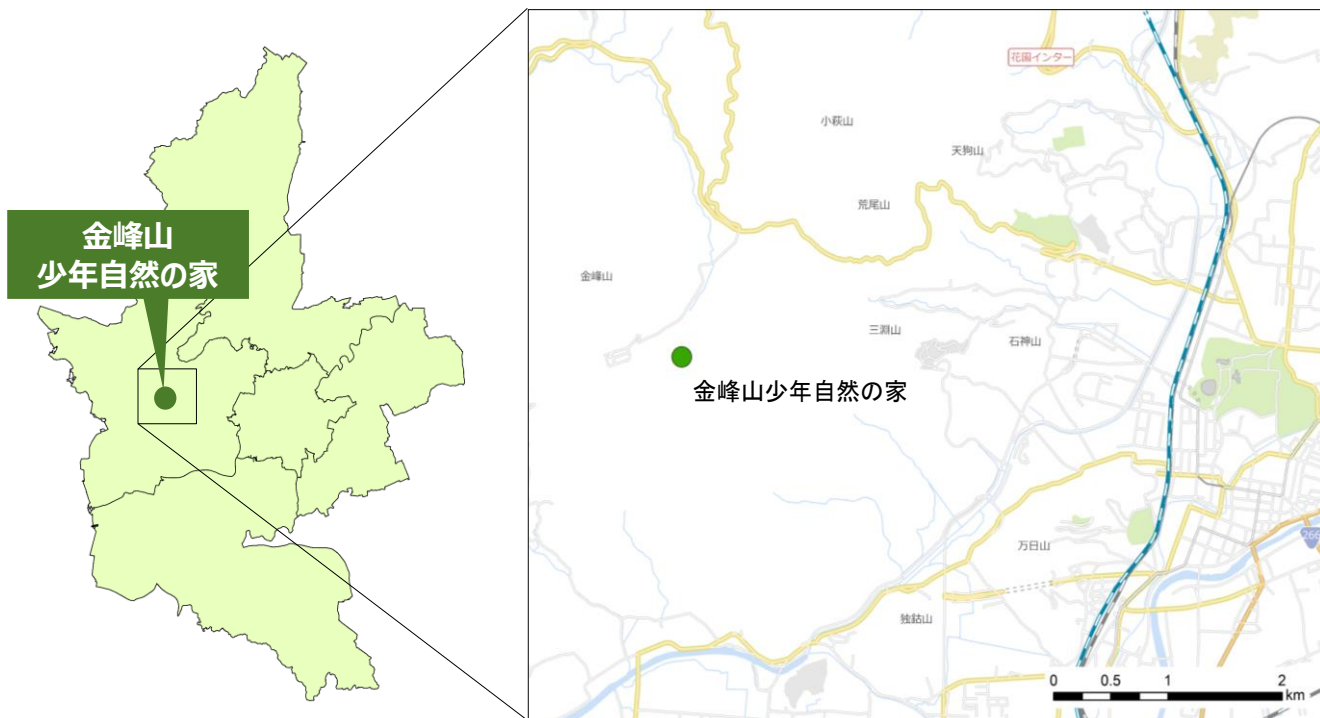 金峰山
少年自然の家
花園インター
小萩山
天狗山
荒尾山
金峰山
三淵山
石神山
金峰山少年自然の家
266
万日山
独鈷山
0 0.5 1 2
km